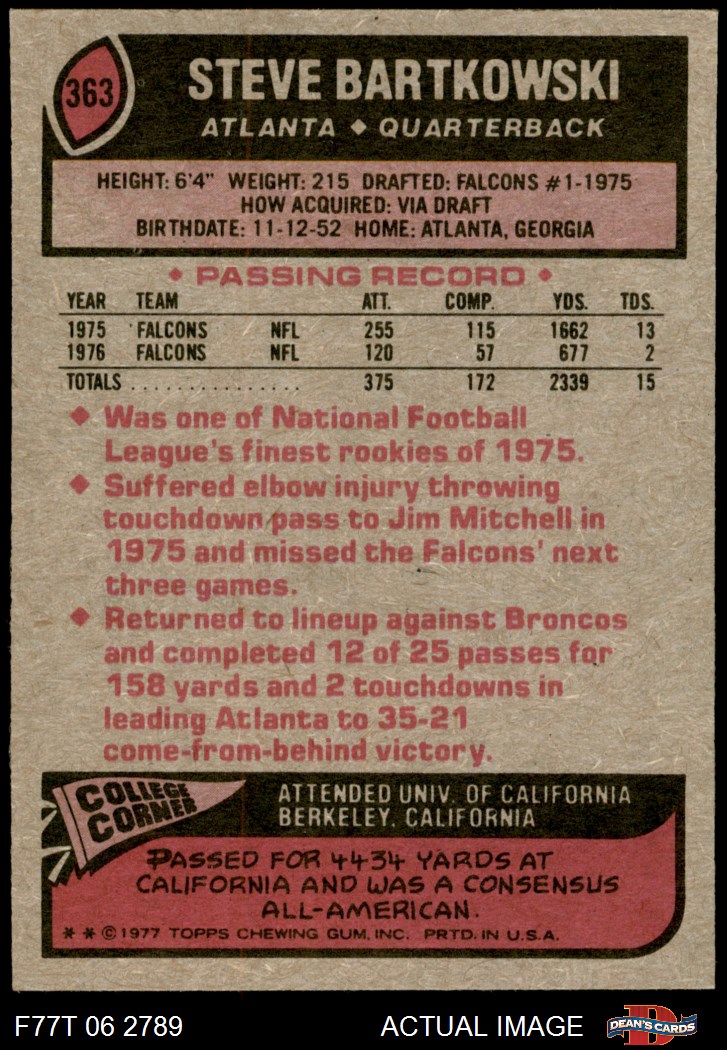 363
STEVE BARTKOWSKI
ATLANTA ◆ QUARTERBACK
HEIGHT: 6'4" WEIGHT: 215 DRAFTED: FALCONS #1-1975
HOW ACQUIRED: VIA DRAFT
BIRTHDATE: 11-12-52 HOME: ATLANTA, GEORGIA
◆ PASSING RECORD ◆
YEAR TEAM ATT. COMP. YDS. TDS.
1975 FALCONS NFL 255 115 1662 13
1976 FALCONS NFL 120 57 677 2
TOTALS ............... 375 172 2339 15
◆ Was one of National Football
League's finest rookies of 1975.
◆ Suffered elbow injury throwing
touchdown pass to Jim Mitchell in
1975 and missed the Falcons' next
three games.
◆ Returned to lineup against Broncos
and completed 12 of 25 passes for
158 yards and 2 touchdowns in
leading Atlanta to 35-21
come-from-behind victory.
COLLEGE
CORNER
ATTENDED UNIV. OF CALIFORNIA
BERKELEY, CALIFORNIA
PASSED FOR 4434 YARDS AT
CALIFORNIA AND WAS A CONSENSUS
ALL-AMERICAN.
* * © 1977 TOPPS CHEWING GUM, INC. PRTD. IN U.S.A.
F77T 06 2789
ACTUAL IMAGE
D
DEAN'S CARDS